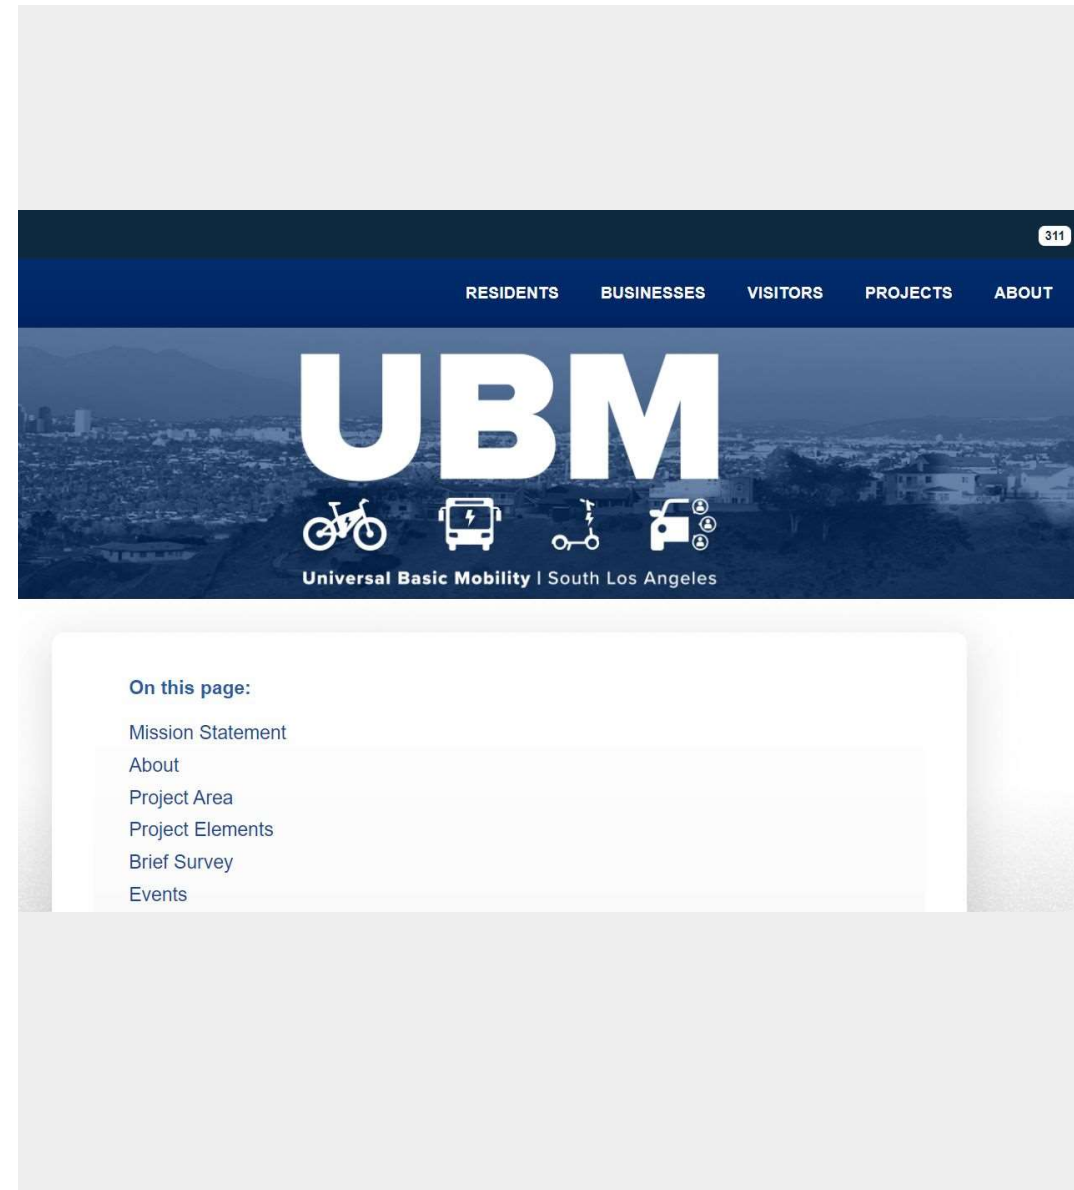 311
RESIDENTS BUSINESSES VISITORS PROJECTS ABOUT
UBM
Universal Basic Mobility | South Los Angeles
On this page:
Mission Statement
About
Project Area
Project Elements
Brief Survey
Events